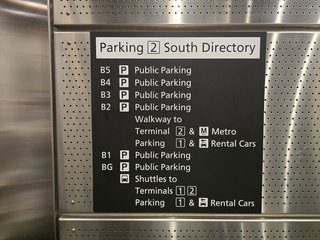 Parking 2 South Directory
B5 P Public Parking
B4 P Public Parking
B3 P Public Parking
B2 P Public Parking
Walkway to
Terminal 2 & M Metro
Parking 1 & Rental Cars
B1 P Public Parking
BG P Public Parking
Shuttles to
Terminals 1 2
Parking 1 & Rental Cars